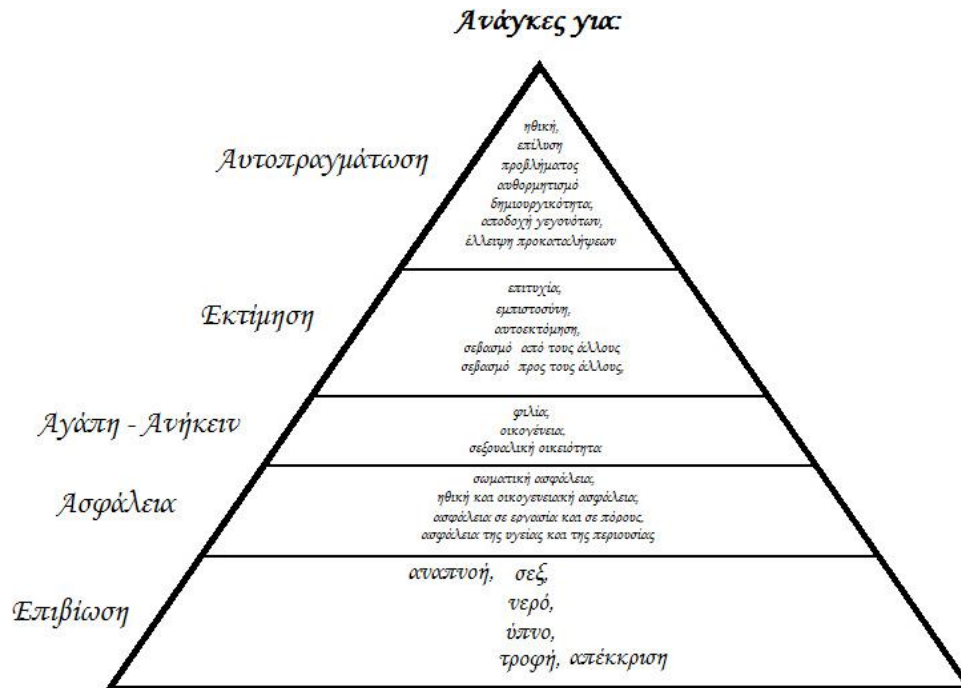 Ανάγκες για:
Αυτοπραγμάτωση
ηθική,
επίλυση
προβλήματος
αυθορμητισμό
δημιουργικότητα,
αποδοχή γεγονότων,
έλλειψη προκαταλήψεων
Εκτίμηση
επιτυχία,
εμπιστοσύνη,
αυτοεκτόμηση,
σεβασμό από τους άλλους
σεβασμό προς τους άλλους,
Αγάπη - Ανήκειν
φιλία,
οικογένεια,
σεξουαλική οικειότητα
Ασφάλεια
σωματική ασφάλεια,
ηθική και οικογενειακή ασφάλεια,
ασφάλεια σε εργασία και σε πόρους,
ασφάλεια της υγείας και της περιουσίας
Επιβίωση
αναπνοή, σεξ,
νερό,
ύπνο,
τροφή, απέκκριση